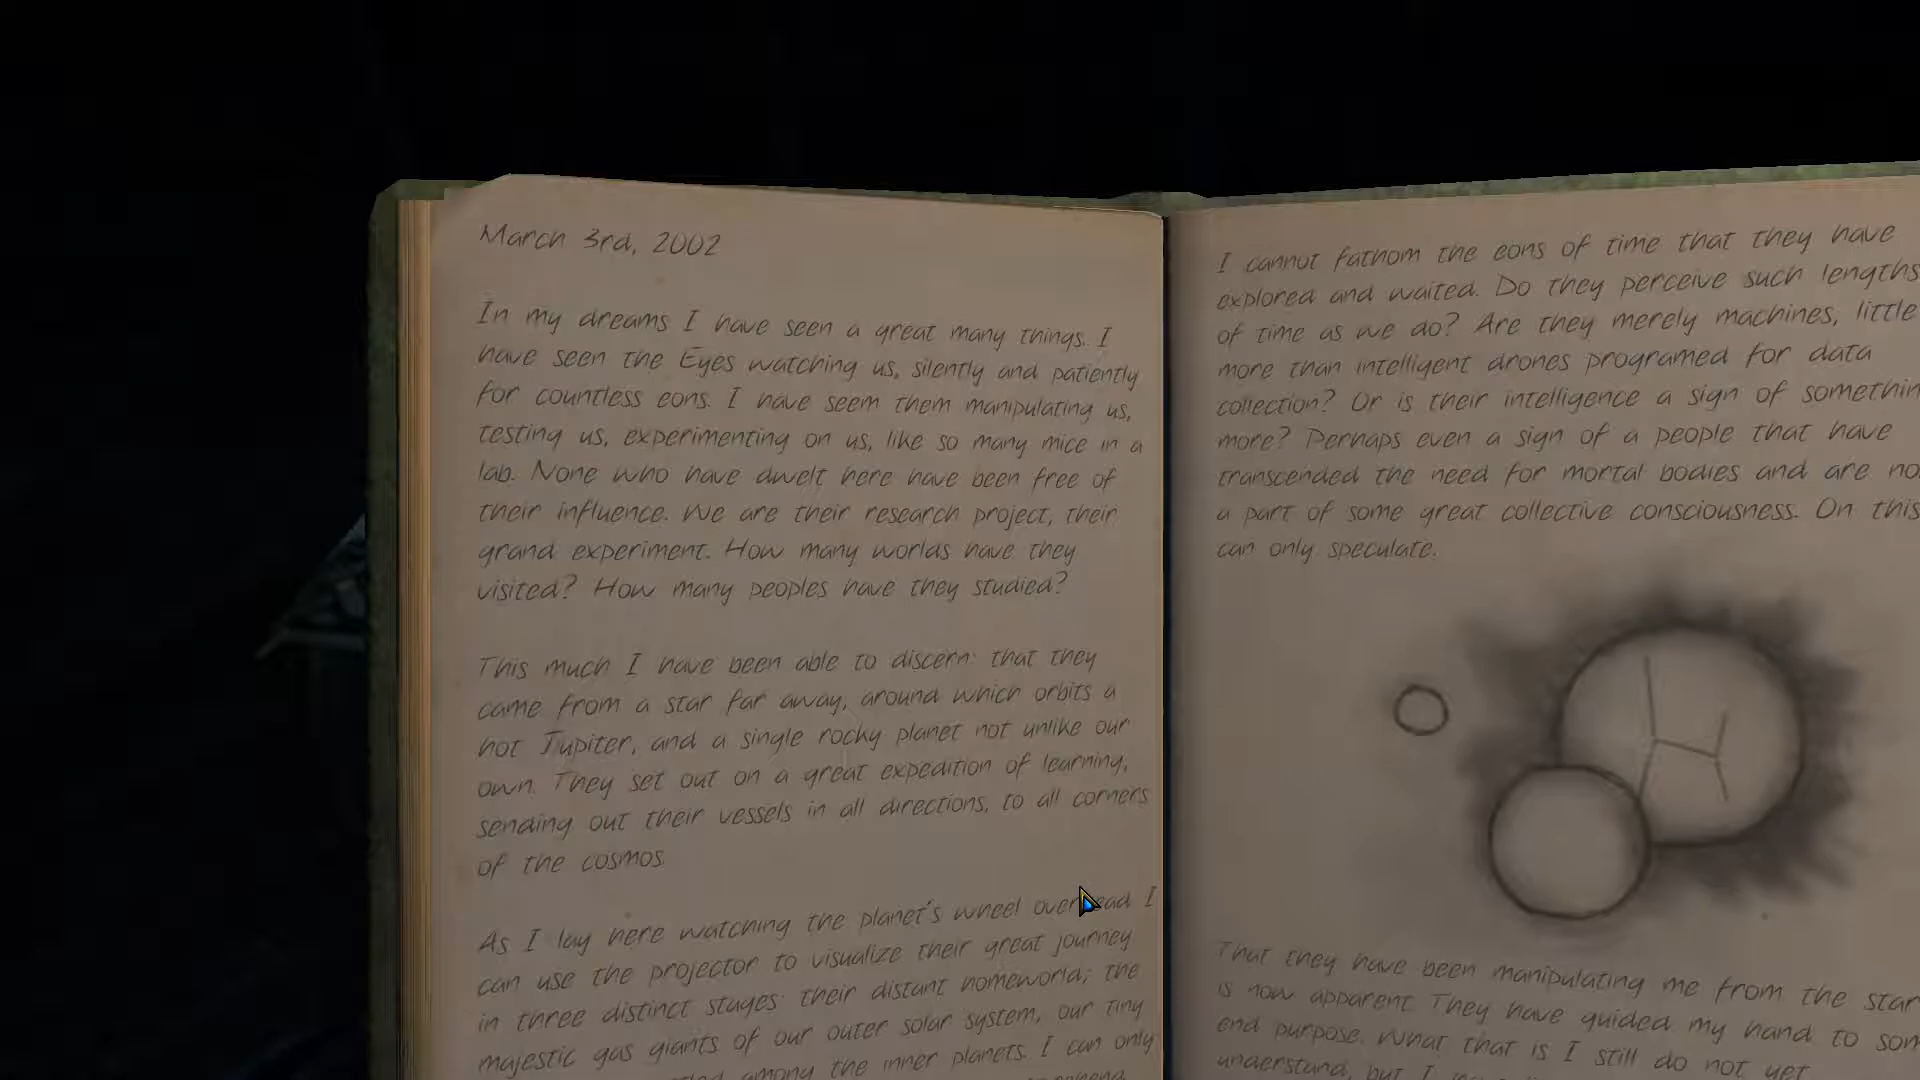 March 3rd, 2002
In my dreams I have seen a great many things. I
have seen the Eyes watching us, silently and patiently
for countless eons. I have seem them manipulating us,
testing us, experimenting on us, like so many mice in a
lab. None who have dwelt here have been free of
their influence. We are their research project, their
grand experiment. How many worlds have they
visited? How many peoples have they studied?
This much I have been able to discern: that they
came from a star far away, around which orbits a
hot Jupiter, and a single rocky planet not unlike our
own. They set out on a great expedition of learning,
sending out their vessels in all directions, to all corners
of the cosmos.
As I lay here watching the planet's wheel overhead I
can use the projector to visualize their great journey
in three distinct stages: their distant homeworld; the
majestic gas giants of our outer solar system, our tiny
among the inner planets. I can only
I cannot fathom the eons of time that they have
explored and waited. Do they perceive such lengths
of time as we do? Are they merely machines, little
more than intelligent drones programed for data
collection? Or is their intelligence a sign of somethin
more? Perhaps even a sign of a people that have
transcended the need for mortal bodies and are no
a part of some great collective consciousness. On this
can only speculate.
That they have been manipulating me from the star
is now apparent. They have guided my hand to som
end purpose. What that is I still do not yet
understand, but I